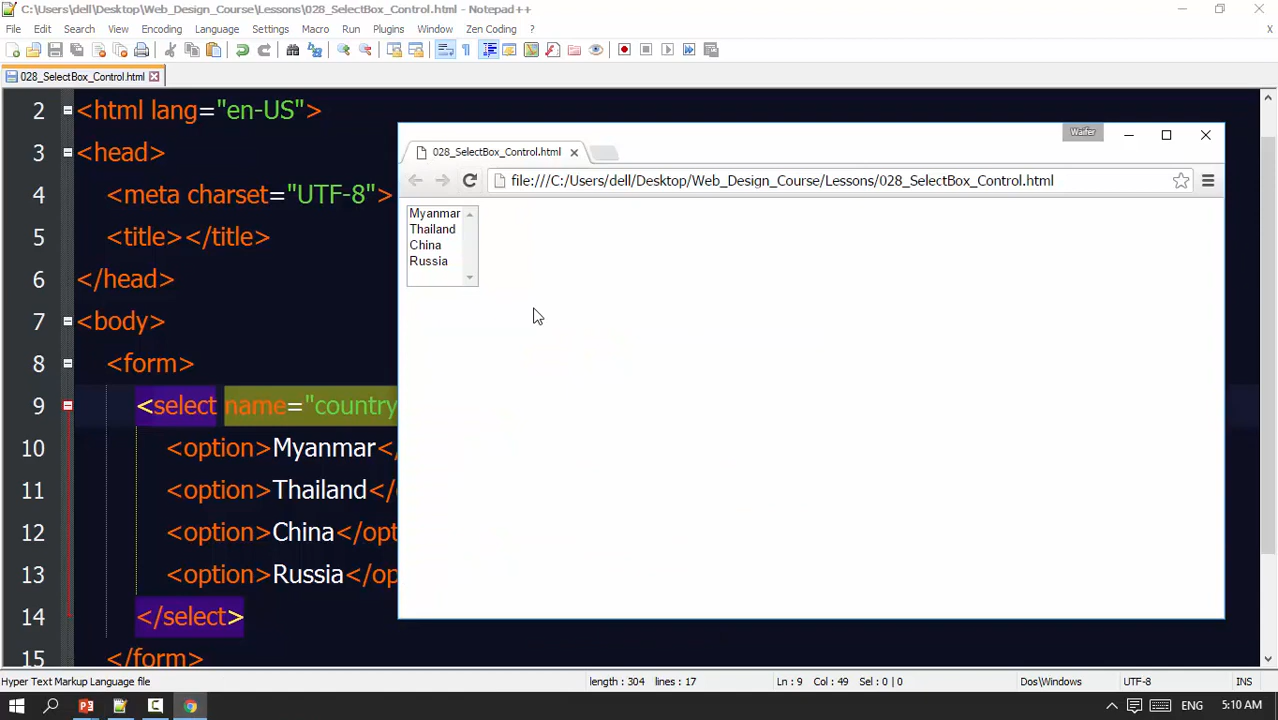 C:\Users\dell\Desktop\Web_Design_Course\Lessons\028_SelectBox_Control.html - Notepad++
File Edit Search View Encoding Language Settings Macro Run Plugins Window Zen Coding ? X
028_SelectBox_Control.html
2 <html lang="en-US">
3 <head>
4 <meta charset="UTF-8">
5 <title></title>
6 </head>
7 <body>
8 <form>
9 <select name="country
10 <option>Myanmar</
11 <option>Thailand</
12 <option>China</opt
13 <option>Russia</op
14 </select>
15 </form>
Waifer
028_SelectBox_Control.html
file:///C:/Users/dell/Desktop/Web_Design_Course/Lessons/028_SelectBox_Control.html
Myanmar
Thailand
China
Russia
Hyper Text Markup Language file length : 304 lines : 17 Ln : 9 Col : 49 Sel : 0 | 0 Dos\Windows UTF-8 INS
ENG 5:10 AM